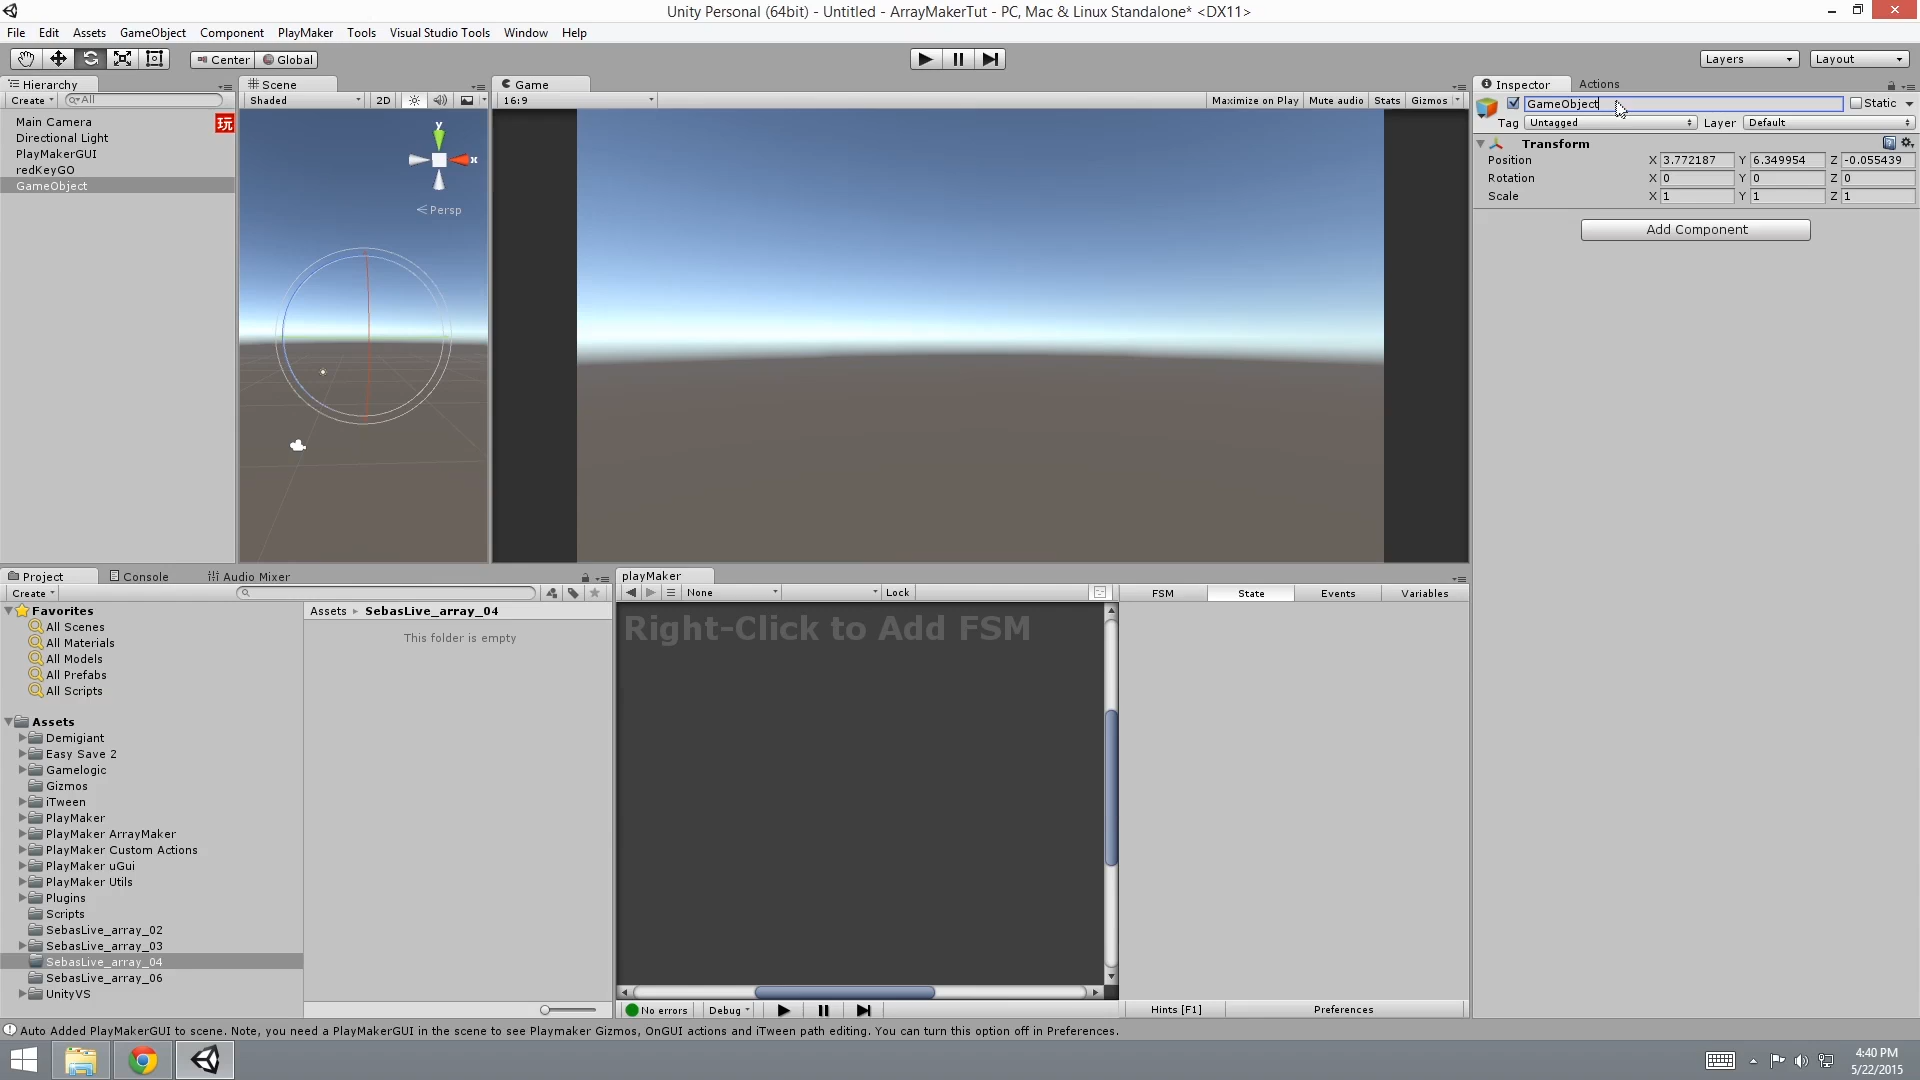 Unity Personal (64bit) - Untitled - ArrayMakerTut - PC, Mac & Linux Standalone* <DX11>
File Edit Assets GameObject Component PlayMaker Tools Visual Studio Tools Window Help
Center Global Layers Layout
Hierarchy Scene Game Inspector Actions
Create All Shaded 2D 16:9 Maximize on Play Mute audio Stats Gizmos
GameObject Static
Tag Untagged Layer Default
Main Camera 玩
Directional Light
PlayMakerGUI
redKeyGO
GameObject
y
x
Persp
Transform
Position X 3.772187 Y 6.349954 Z -0.055439
Rotation X 0 Y 0 Z 0
Scale X 1 Y 1 Z 1
Add Component
Project Console Audio Mixer
Create
Favorites
All Scenes
All Materials
All Models
All Prefabs
All Scripts
Assets
Demigiant
Easy Save 2
Gamelogic
Gizmos
iTween
PlayMaker
PlayMaker ArrayMaker
PlayMaker Custom Actions
PlayMaker uGui
PlayMaker Utils
Plugins
Scripts
SebasLive_array_02
SebasLive_array_03
SebasLive_array_04
SebasLive_array_06
UnityVS
Assets SebasLive_array_04
This folder is empty
playMaker
None Lock FSM State Events Variables
Right-Click to Add FSM
No errors Debug Hints [F1] Preferences
Auto Added PlayMakerGUI to scene. Note, you need a PlayMakerGUI in the scene to see Playmaker Gizmos, OnGUI actions and iTween path editing. You can turn this option off in Preferences.
4:40 PM
5/22/2015